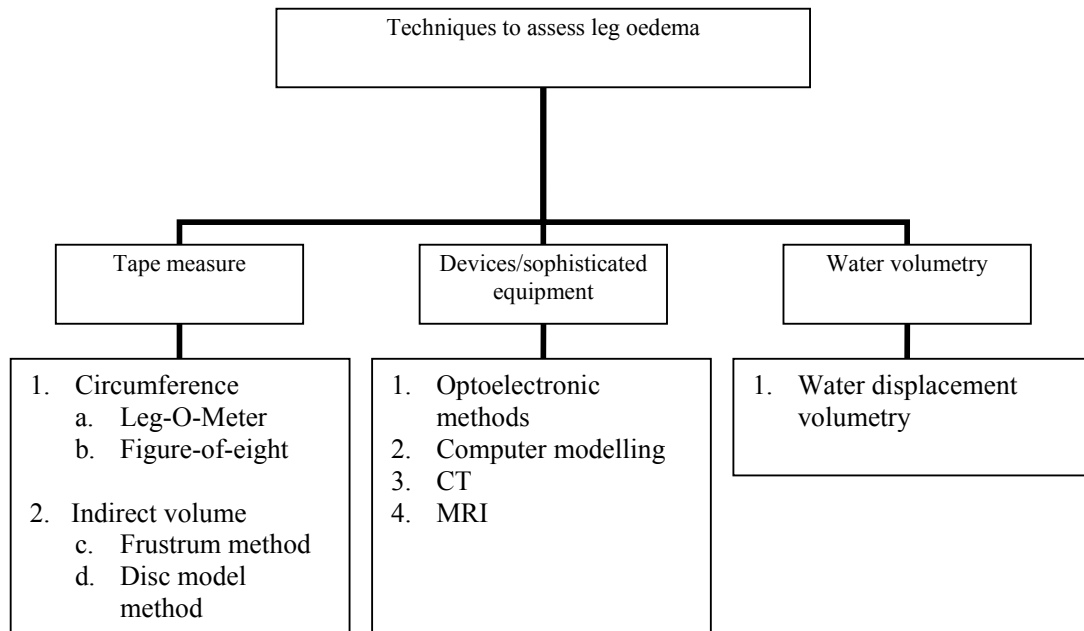 Techniques to assess leg oedema
Tape measure
Devices/sophisticated
equipment
Water volumetry
1. Circumference
a. Leg-O-Meter
b. Figure-of-eight
2. Indirect volume
c. Frustrum method
d. Disc model
method
1. Optoelectronic
methods
2. Computer modelling
3. CT
4. MRI
1. Water displacement
volumetry